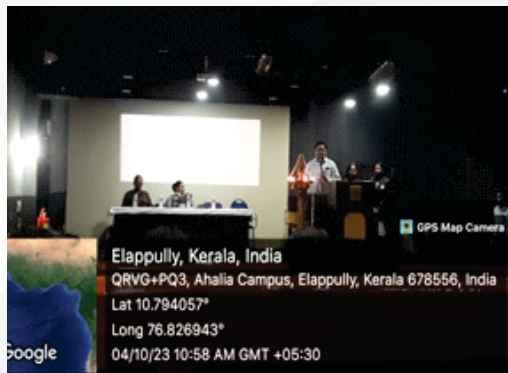 GPS Map Camera
Elappully, Kerala, India
QRVG+PQ3, Ahalia Campus, Elappully, Kerala 678556, India
Lat 10.794057°
Long 76.826943°
04/10/23 10:58 AM GMT +05:30
Google